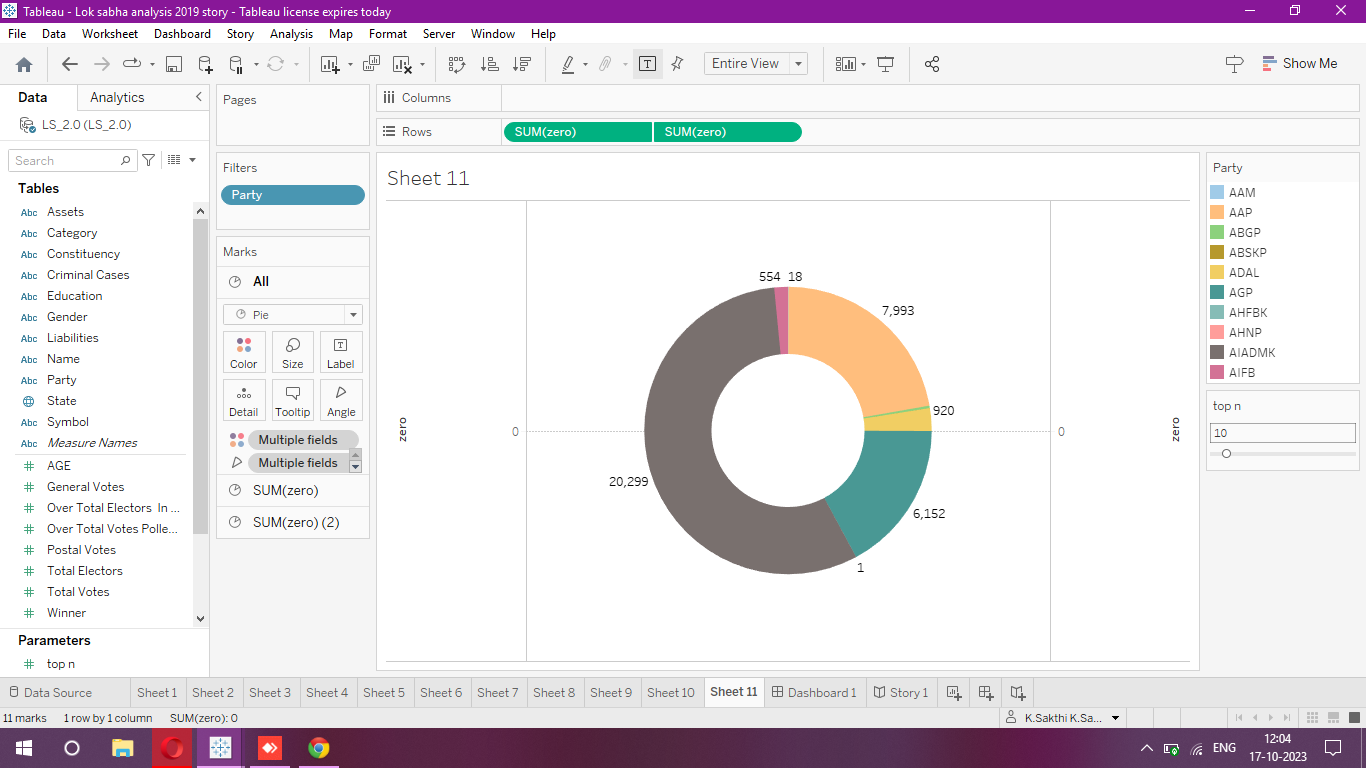 Tableau - Lok sabha analysis 2019 story - Tableau license expires today
File Data Worksheet Dashboard Story Analysis Map Format Server Window Help
Entire View
Show Me
Data Analytics
LS_2.0 (LS_2.0)
Search
Tables
Abc Assets
Abc Category
Abc Constituency
Abc Criminal Cases
Abc Education
Abc Gender
Abc Liabilities
Abc Name
Abc Party
State
Abc Symbol
Abc Measure Names
AGE
General Votes
Over Total Electors In ...
Over Total Votes Polle...
Postal Votes
Total Electors
Total Votes
Winner
Parameters
top n
Pages
Filters
Party
Marks
All
Pie
Color Size Label
Detail Tooltip Angle
Multiple fields
Multiple fields
SUM(zero)
SUM(zero) (2)
Columns
Rows SUM(zero) SUM(zero)
Sheet 11
554 18
7,993
920
zero 0 0 zero
20,299
6,152
1
Party
AAM
AAP
ABGP
ABSKP
ADAL
AGP
AHFBK
AHNP
AIADMK
AIFB
top n
10
Data Source Sheet 1 Sheet 2 Sheet 3 Sheet 4 Sheet 5 Sheet 6 Sheet 7 Sheet 8 Sheet 9 Sheet 10 Sheet 11 Dashboard 1 Story 1
11 marks 1 row by 1 column SUM(zero): 0 K.Sakthi K.Sa...
ENG 12:04
17-10-2023